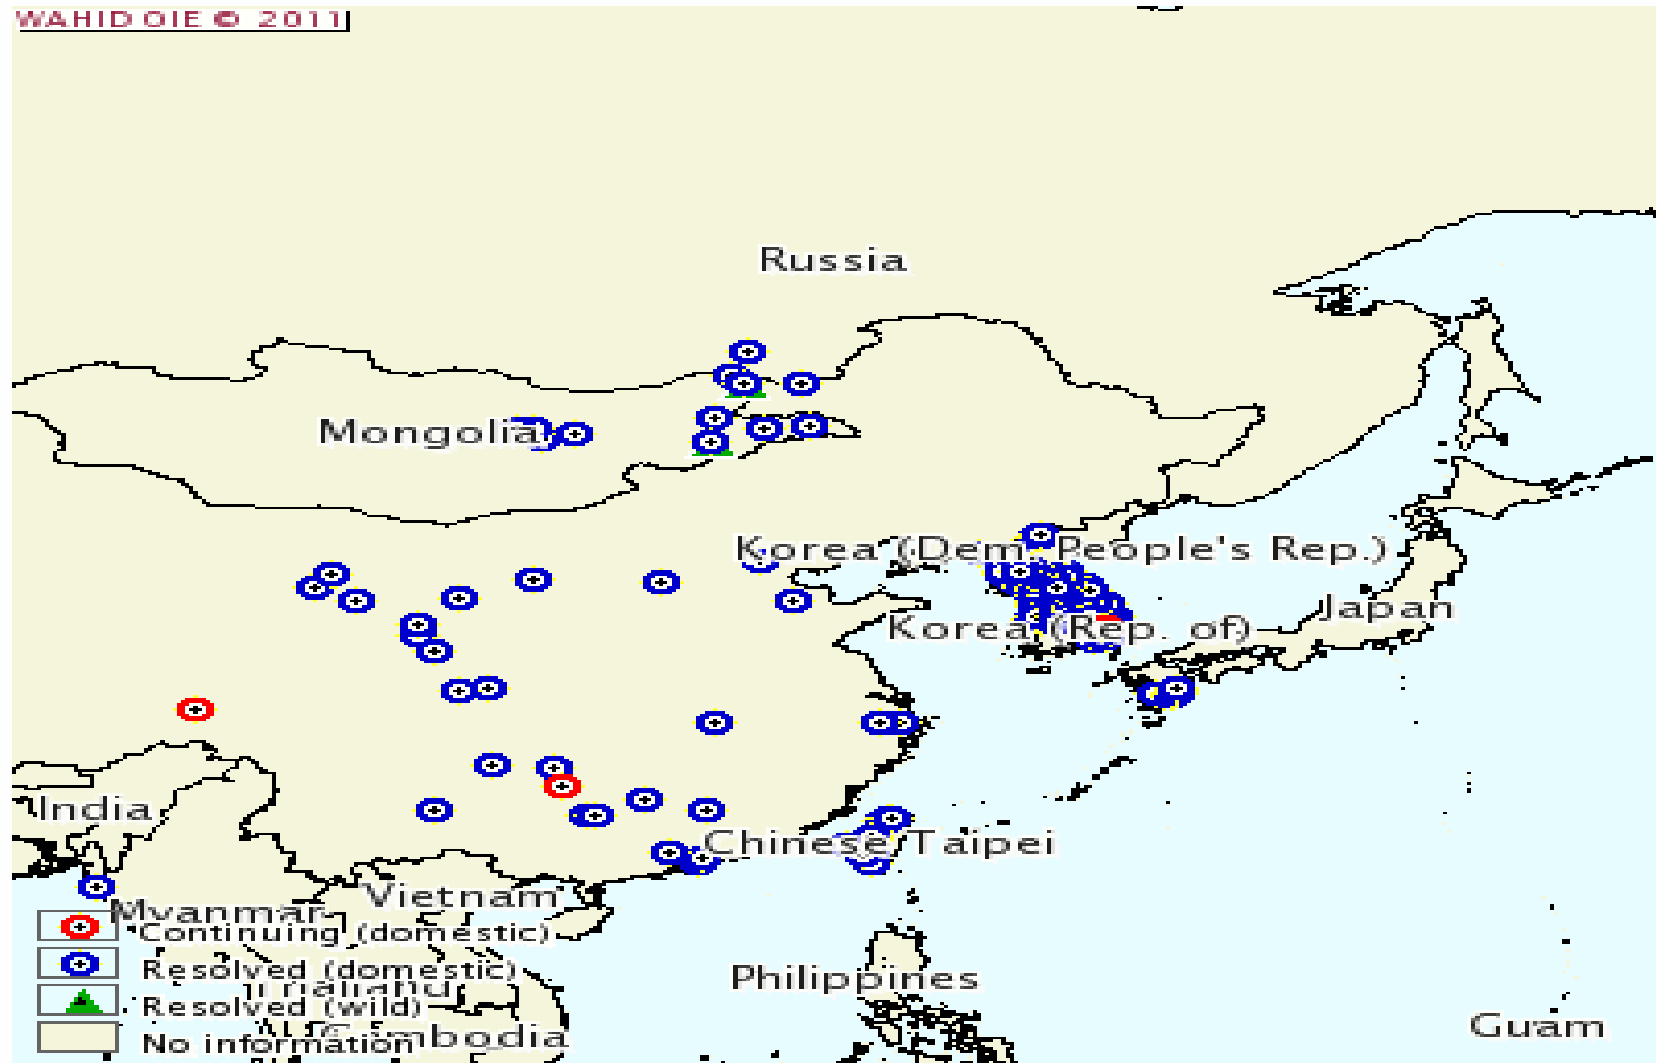 WAHID OIE © 2011
Russia
Mongolia
Korea (Dem. People's Rep.)
Japan
Korea (Rep. of)
India
Chinese Taipei
Vietnam
Myanmar
Continuing (domestic)
Resolved (domestic)
Philippines
Thailand
Resolved (wild)
Guam
Cambodia
No information